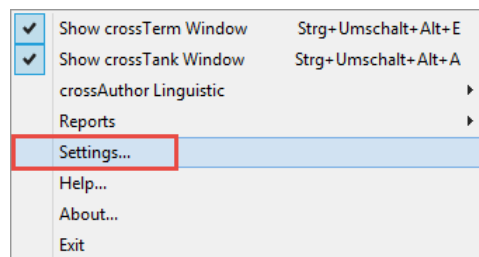 Show crossTerm Window Strg+Umschalt+Alt+E
Show crossTank Window Strg+Umschalt+Alt+A
crossAuthor Linguistic
Reports
Settings...
Help...
About...
Exit